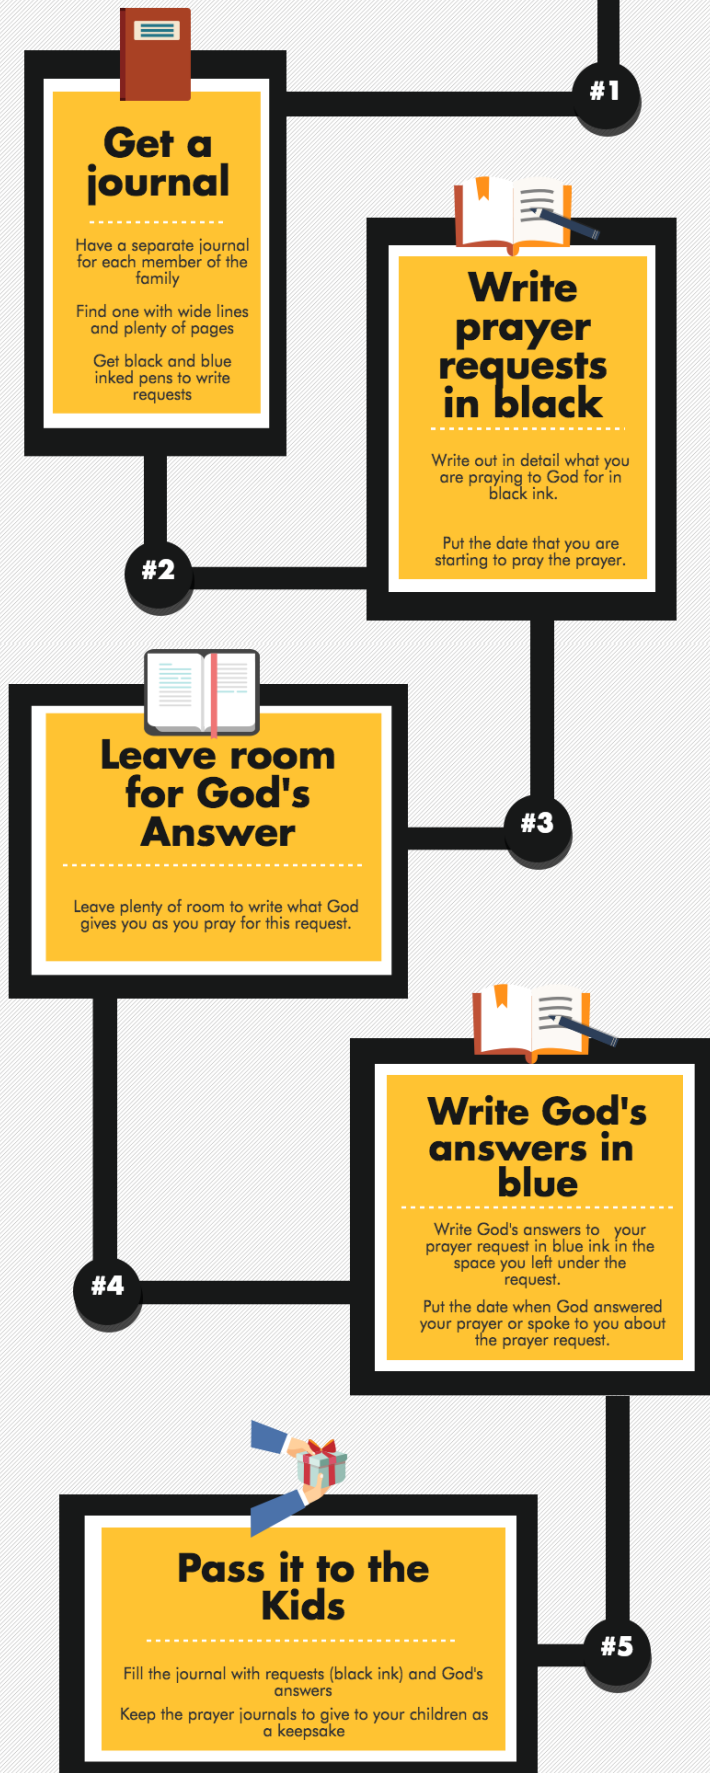 #1
Get a
journal
Have a separate journal
for each member of the
family
Find one with wide lines
and plenty of pages
Get black and blue
inked pens to write
requests
#2
Write
prayer
requests
in black
Write out in detail what you
are praying to God for in
black ink.
Put the date that you are
starting to pray the prayer.
#3
Leave room
for God's
Answer
Leave plenty of room to write what God
gives you as you pray for this request.
#4
Write God's
answers in
blue
Write God's answers to your
prayer request in blue ink in the
space you left under the
request.
Put the date when God answered
your prayer or spoke to you about
the prayer request.
#5
Pass it to the
Kids
Fill the journal with requests (black ink) and God's
answers
Keep the prayer journals to give to your children as
a keepsake